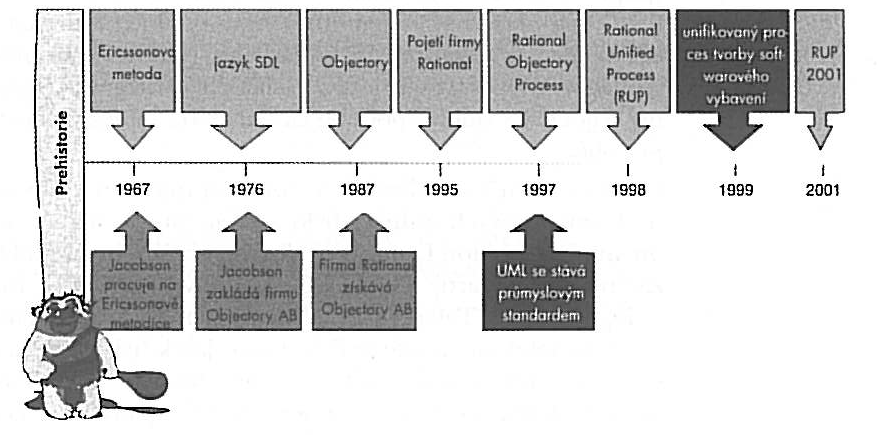 Prehistorie
Ericssonova
metoda
jazyk SDL
Objectory
Pojetí firmy
Rational
Rational
Objectory
Process
Rational
Unified
Process
(RUP)
unifikovaný pro-
ces tvorby soft-
warového
vybavení
RUP
2001
1967
1976
1987
1995
1997
1998
1999
2001
Jacobson
pracuje na
Ericssonově
metodice
Jacobson
zakládá firmu
Objectory AB
Firma Rational
získává
Objectory AB
UML se stává
průmyslovým
standardem